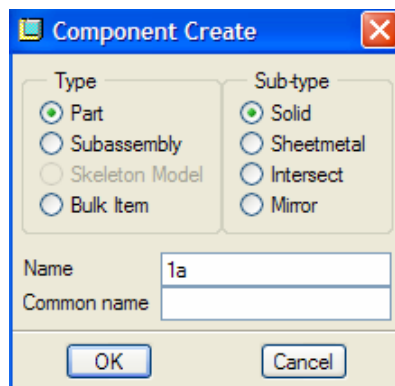 Component Create
Type
Part
Subassembly
Skeleton Model
Bulk Item
Sub-type
Solid
Sheetmetal
Intersect
Mirror
Name 1a
Common name
OK Cancel